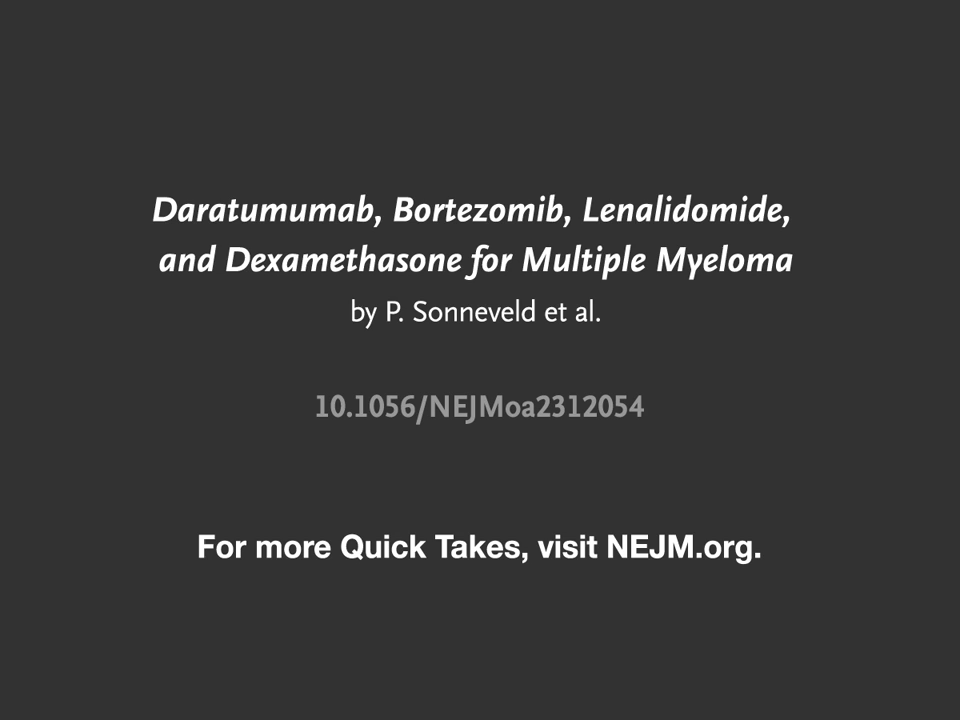 Daratumumab, Bortezomib, Lenalidomide,
and Dexamethasone for Multiple Myeloma
by P. Sonneveld et al.
10.1056/NEJMoa2312054
For more Quick Takes, visit NEJM.org.